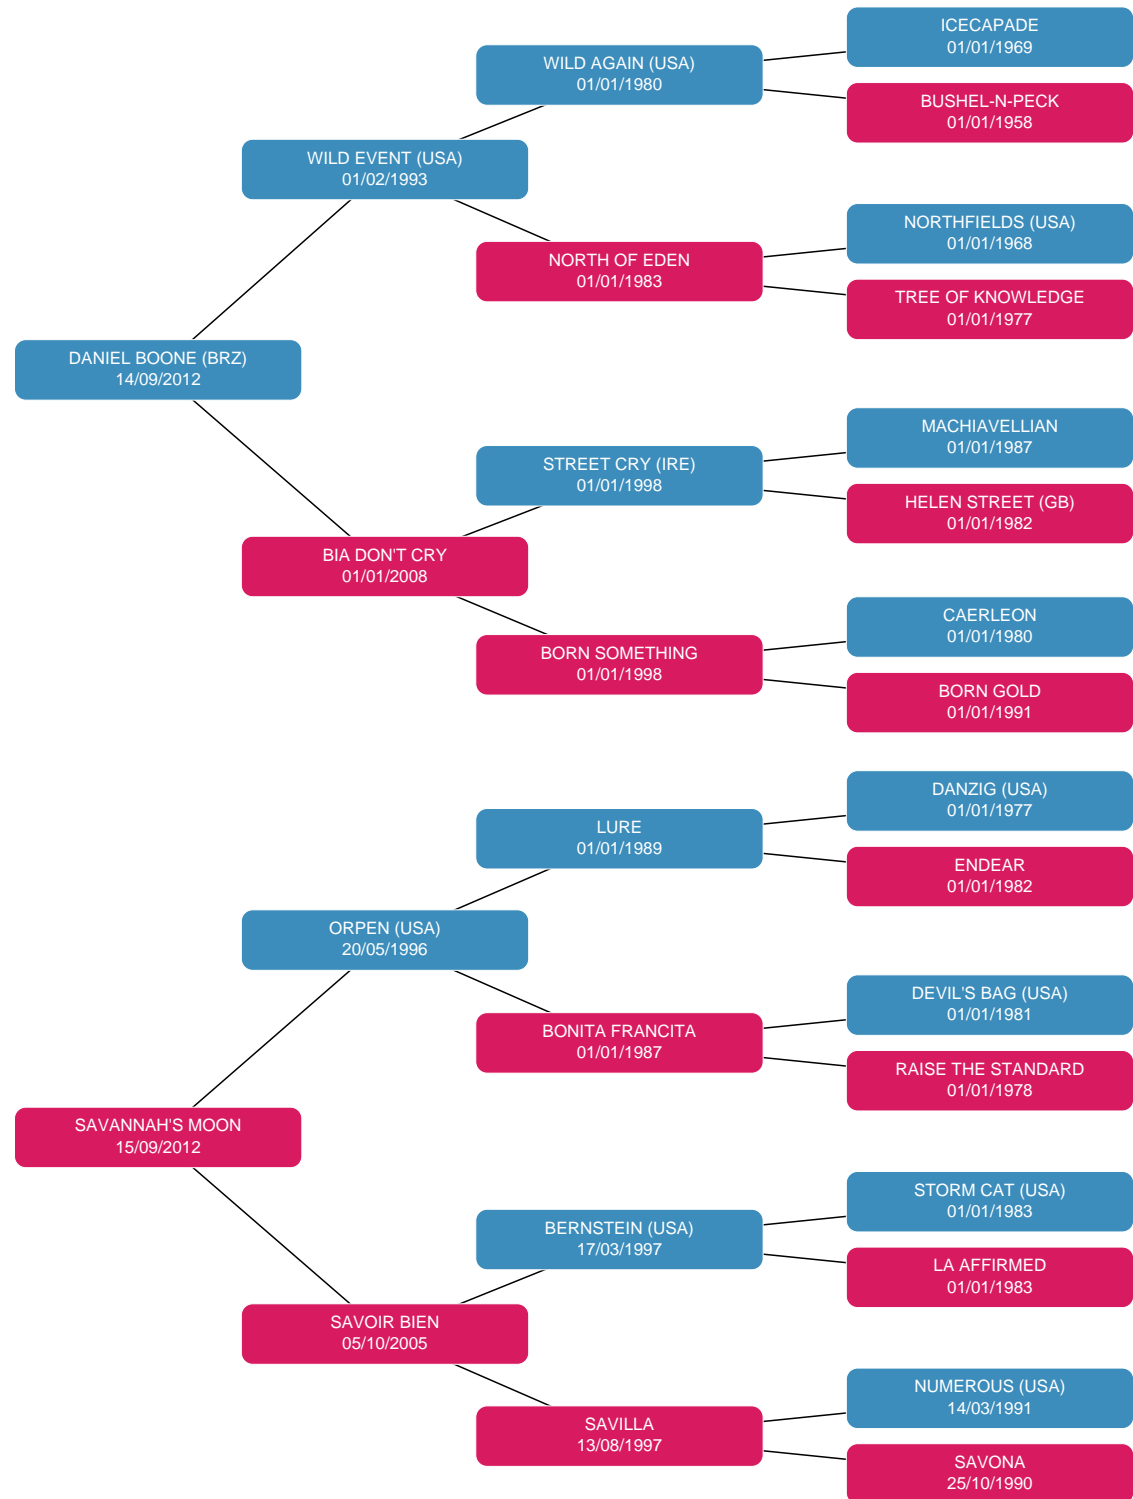 ICECAPADE
01/01/1969
WILD AGAIN (USA)
01/01/1980
BUSHEL-N-PECK
01/01/1958
WILD EVENT (USA)
01/02/1993
NORTHFIELDS (USA)
01/01/1968
NORTH OF EDEN
01/01/1983
TREE OF KNOWLEDGE
01/01/1977
DANIEL BOONE (BRZ)
14/09/2012
MACHIAVELLIAN
01/01/1987
STREET CRY (IRE)
01/01/1998
HELEN STREET (GB)
01/01/1982
BIA DON'T CRY
01/01/2008
CAERLEON
01/01/1980
BORN SOMETHING
01/01/1998
BORN GOLD
01/01/1991
DANZIG (USA)
01/01/1977
LURE
01/01/1989
ENDEAR
01/01/1982
ORPEN (USA)
20/05/1996
DEVIL'S BAG (USA)
01/01/1981
BONITA FRANCITA
01/01/1987
RAISE THE STANDARD
01/01/1978
SAVANNAH'S MOON
15/09/2012
STORM CAT (USA)
01/01/1983
BERNSTEIN (USA)
17/03/1997
LA AFFIRMED
01/01/1983
SAVOIR BIEN
05/10/2005
NUMEROUS (USA)
14/03/1991
SAVILLA
13/08/1997
SAVONA
25/10/1990